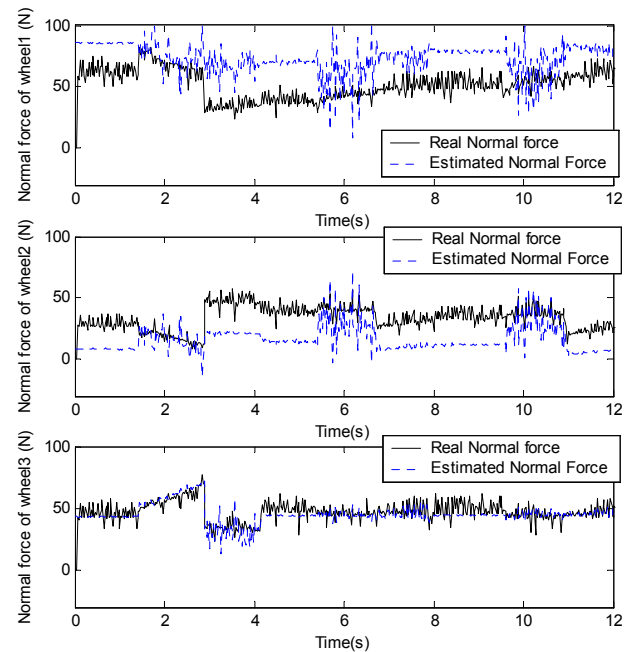 Normal force of wheel1 (N)
100
50
0
Real Normal force
Estimated Normal Force
0 2 4 6 8 10 12
Time(s)
Normal force of wheel2 (N)
100
50
0
Real Normal force
Estimated Normal Force
0 2 4 6 8 10 12
Time(s)
Normal force of wheel3 (N)
100
50
0
Real Normal force
Estimated Normal Force
0 2 4 6 8 10 12
Time(s)